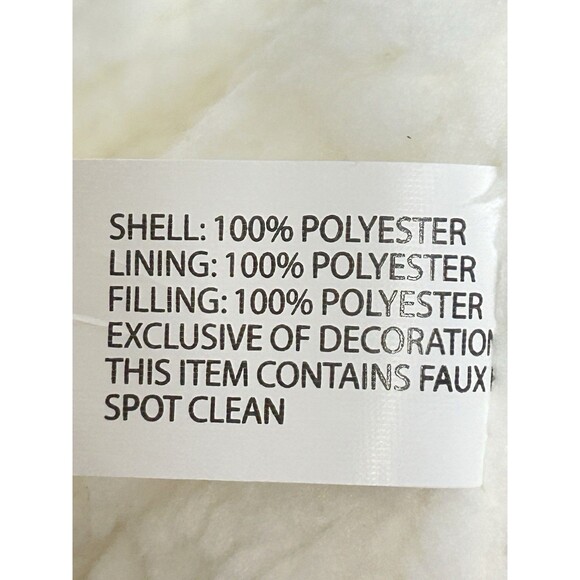 SHELL: 100% POLYESTER
LINING: 100% POLYESTER
FILLING: 100% POLYESTER
EXCLUSIVE OF DECORATION
THIS ITEM CONTAINS FAUX
SPOT CLEAN